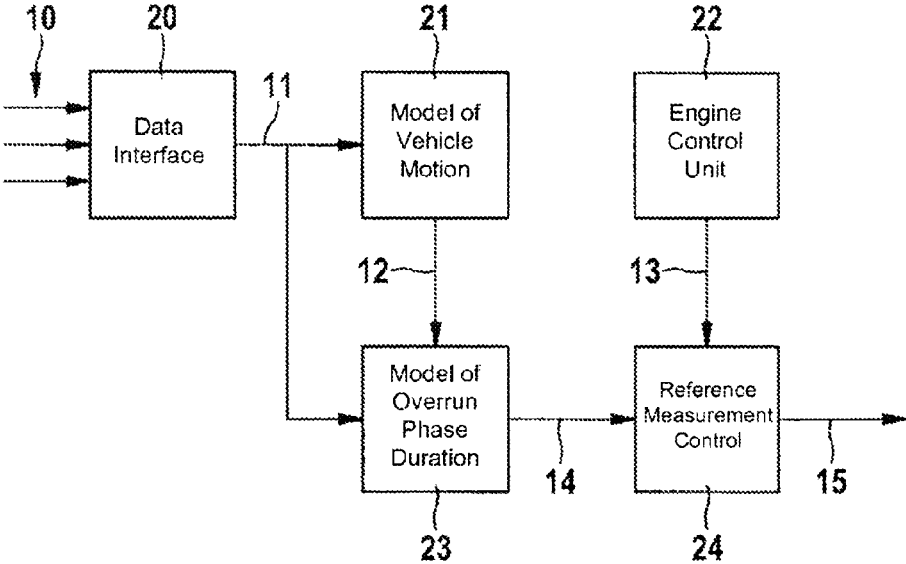 10
20
21
22
Data
Interface
11
Model of
Vehicle
Motion
Engine
Control
Unit
12
13
Model of
Overrun
Phase
Duration
Reference
Measurement
Control
14
15
23
24